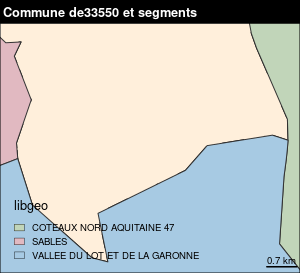 Commune de33550 et segments
libgeo
COTEAUX NORD AQUITAINE 47
SABLES
VALLEE DU LOT ET DE LA GARONNE
0.7 km